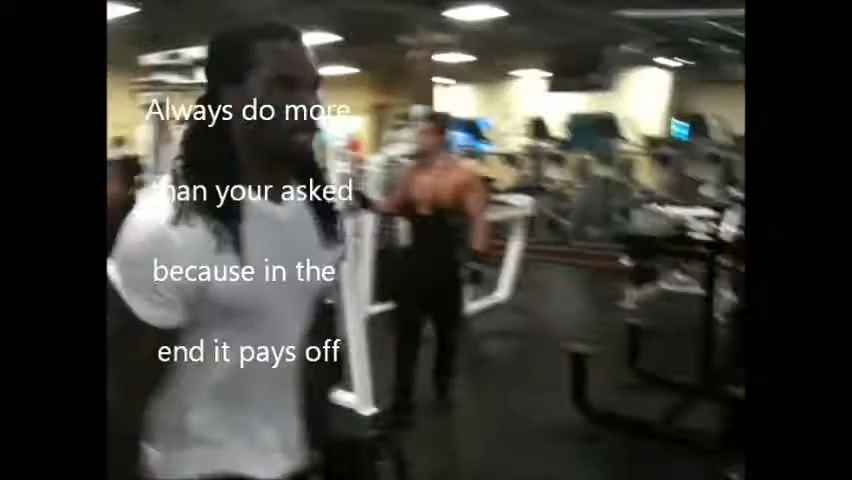 Always do more
than your asked
because in the
end it pays off